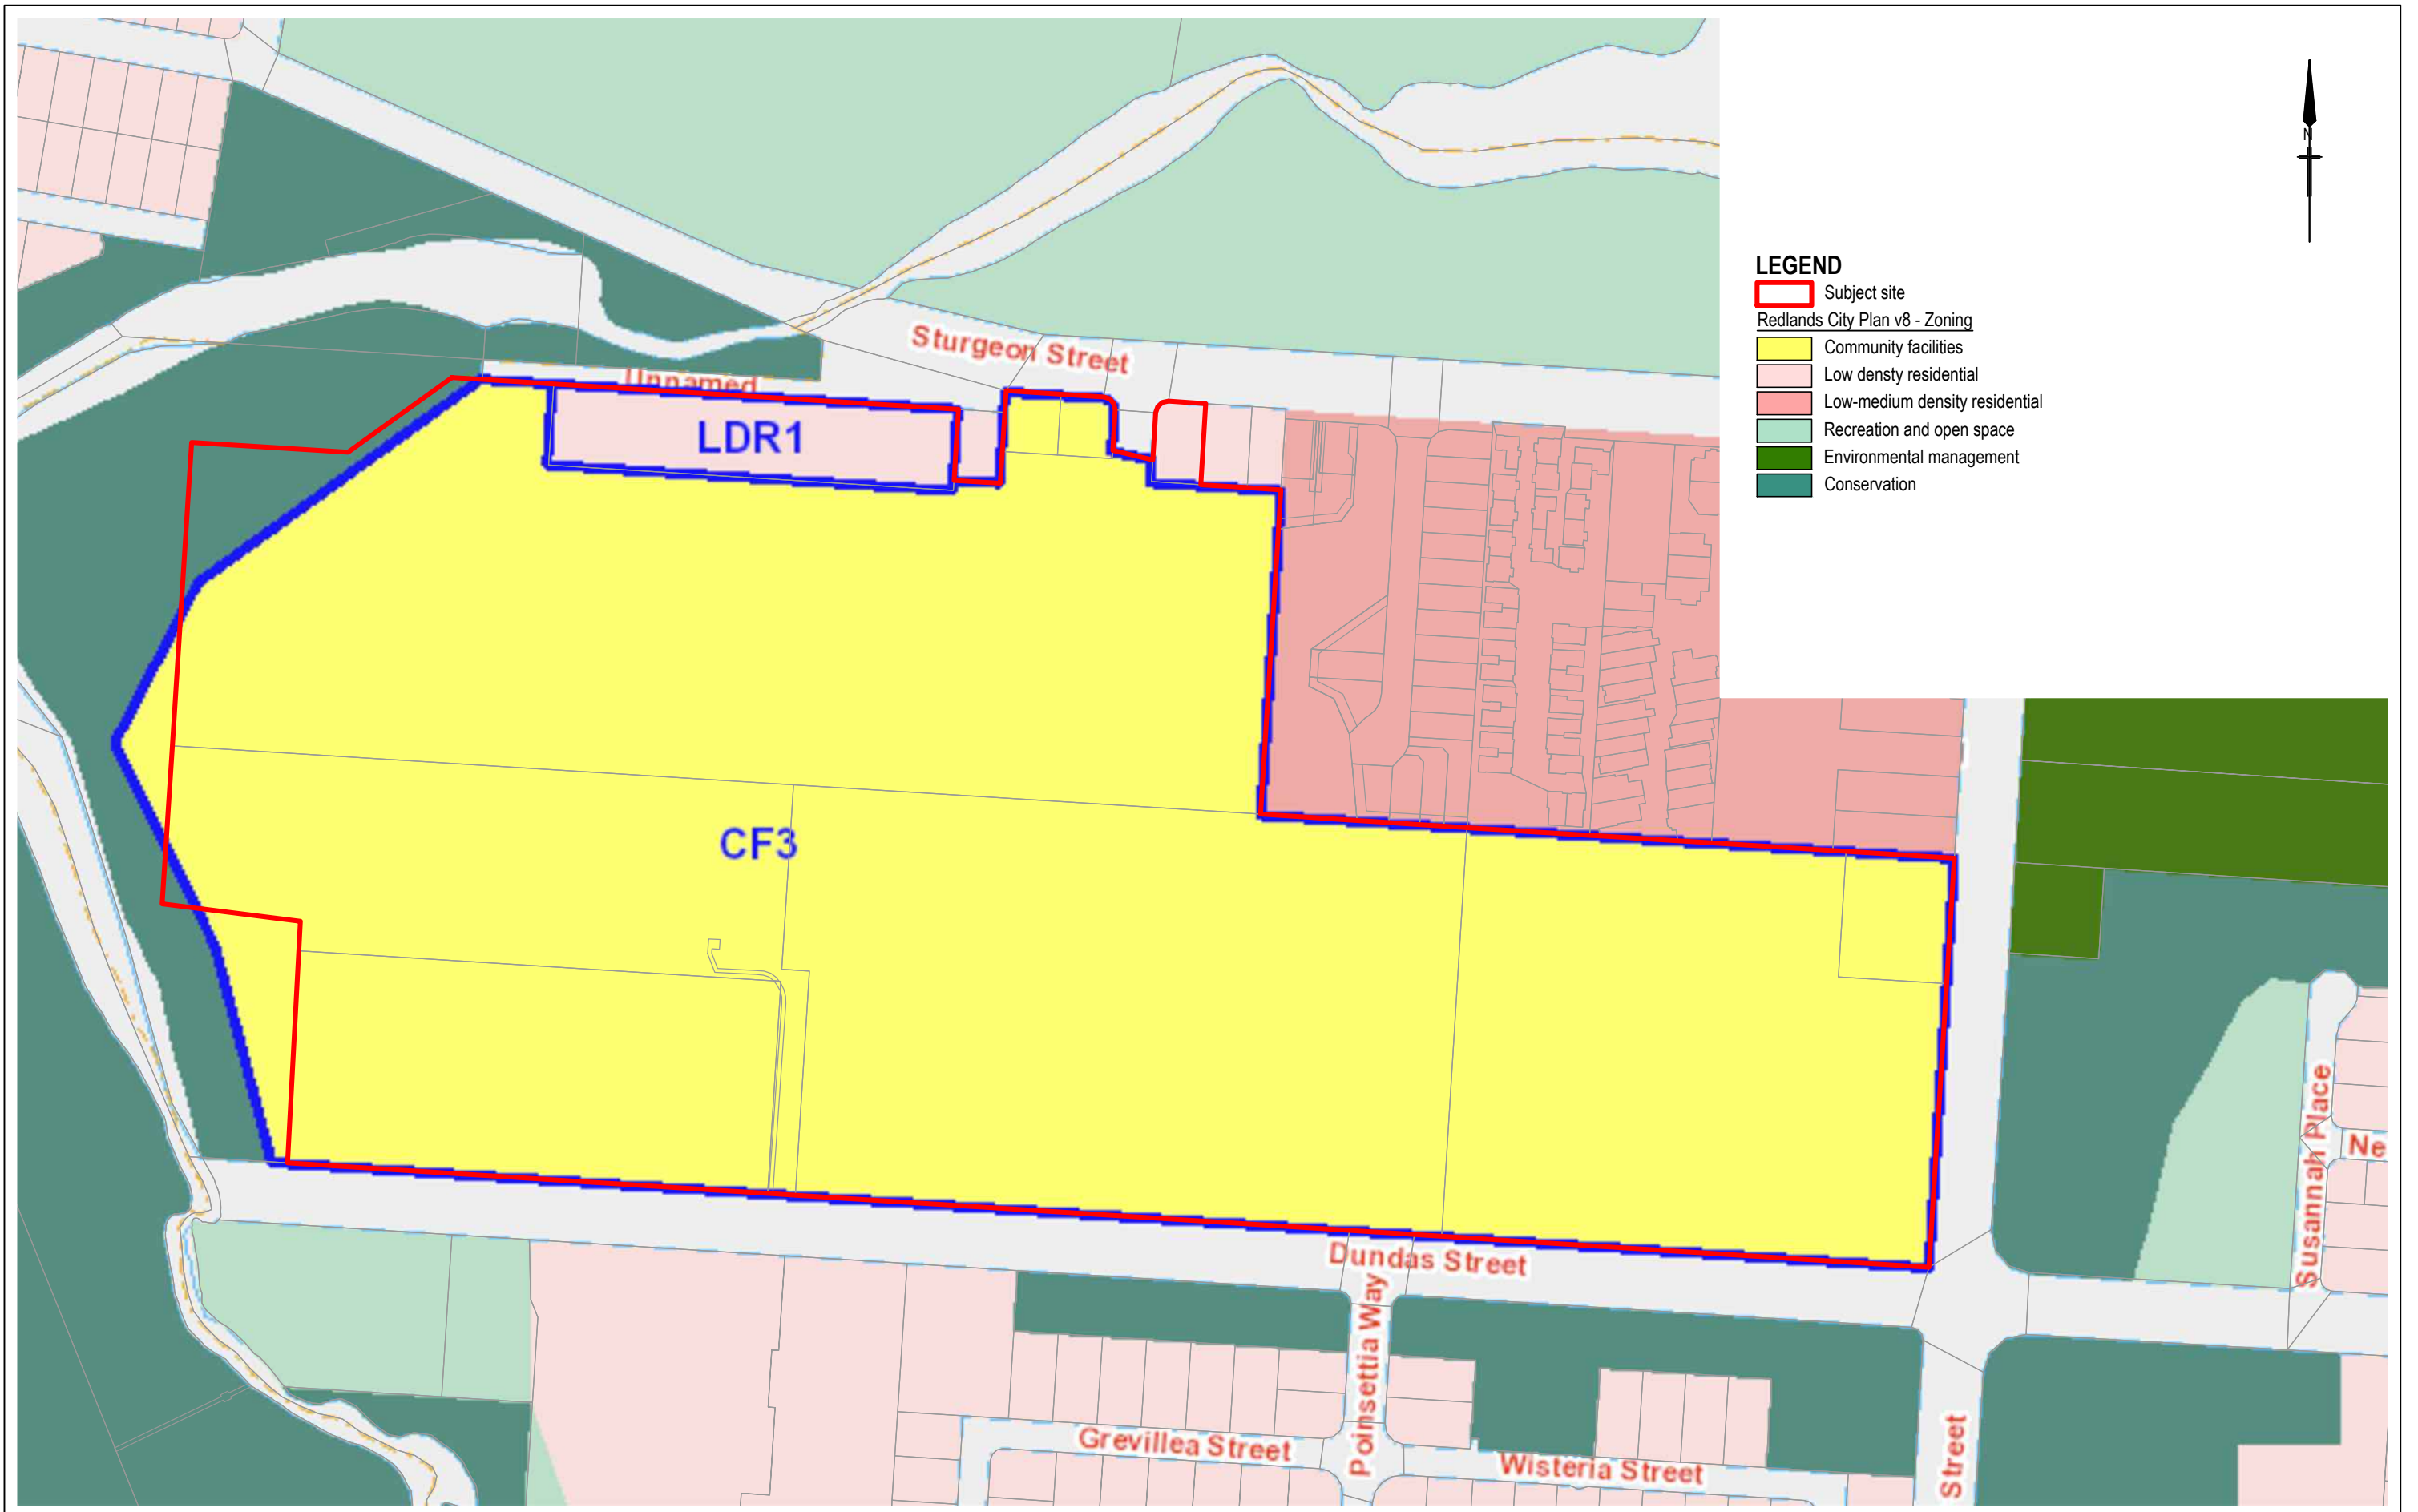 N
LEGEND
Subject site
Redlands City Plan v8 - Zoning
Community facilities
Low densty residential
Low-medium density residential
Recreation and open space
Environmental management
Conservation
Sturgeon Street
Unnamed
LDR1
CF3
Dundas Street
Susannah Place
Ne
Poinsettia Way
Grevillea Street
Wisteria Street
Street